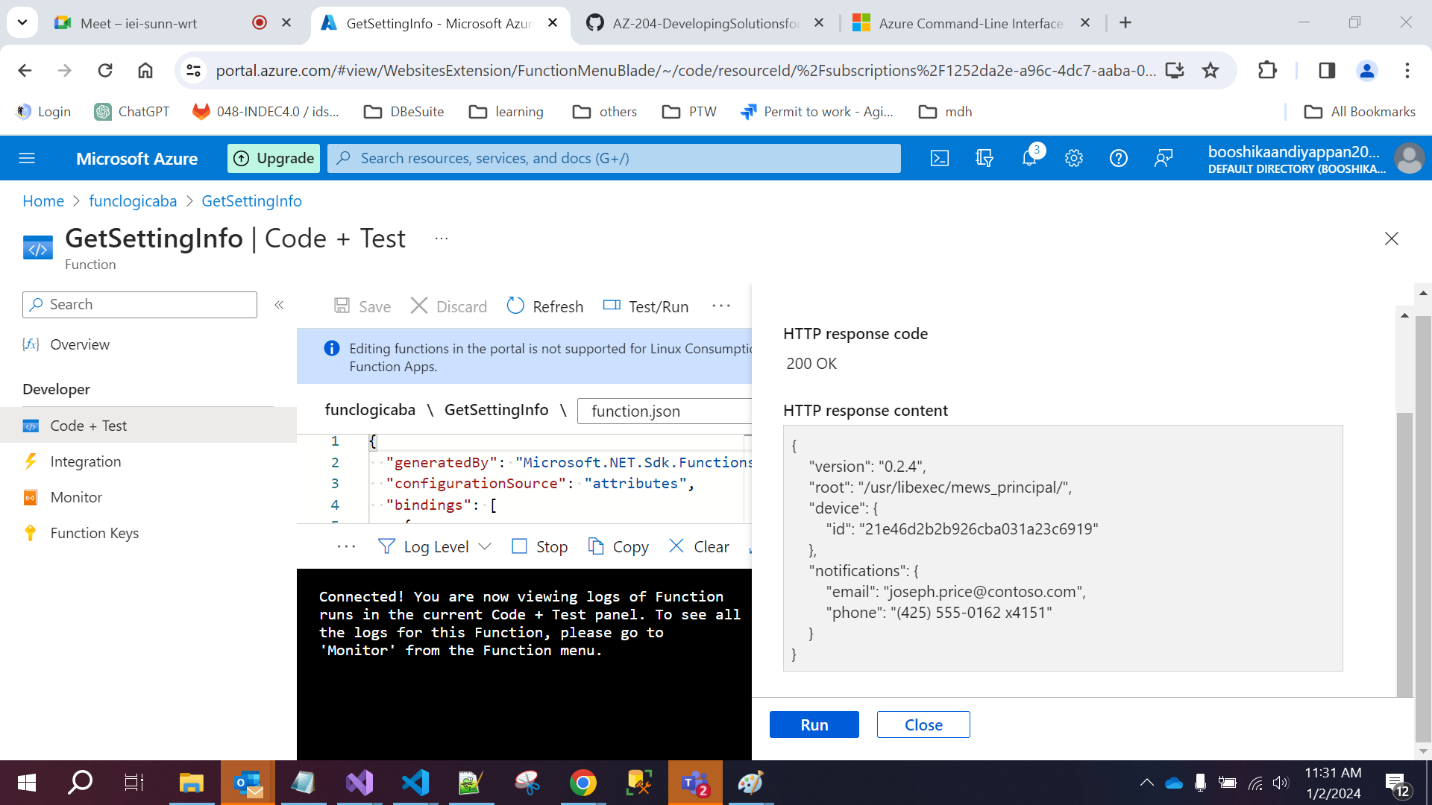 Meet – iei-sunn-wrt
GetSettingInfo - Microsoft Azur
AZ-204-DevelopingSolutionsfo
Azure Command-Line Interface
portal.azure.com/#view/WebsitesExtension/FunctionMenuBlade/~/code/resourceId/%2Fsubscriptions%2F1252da2e-a96c-4dc7-aaba-0...
Login
ChatGPT
048-INDEC4.0 / ids...
DBeSuite
learning
others
PTW
Permit to work - Agi...
mdh
All Bookmarks
Microsoft Azure
Upgrade
Search resources, services, and docs (G+/)
3
booshikaandiyappan20...
DEFAULT DIRECTORY (BOOSHIKA...
Home > funclogicaba > GetSettingInfo
GetSettingInfo | Code + Test ...
Function
Search
Overview
Developer
Code + Test
Integration
Monitor
Function Keys
Save Discard Refresh Test/Run ...
Editing functions in the portal is not supported for Linux Consumptio
Function Apps.
funclogicaba \ GetSettingInfo \ function.json
1 {
2 "generatedBy": "Microsoft.NET.Sdk.Functions
3 "configurationSource": "attributes",
4 "bindings": [
... Log Level Stop Copy Clear
Connected! You are now viewing logs of Function
runs in the current Code + Test panel. To see all
the logs for this Function, please go to
'Monitor' from the Function menu.
HTTP response code
200 OK
HTTP response content
{
"version": "0.2.4",
"root": "/usr/libexec/mews_principal/",
"device": {
"id": "21e46d2b2b926cba031a23c6919"
},
"notifications": {
"email": "joseph.price@contoso.com",
"phone": "(425) 555-0162 x4151"
}
}
Run
Close
2
11:31 AM
1/2/2024
12